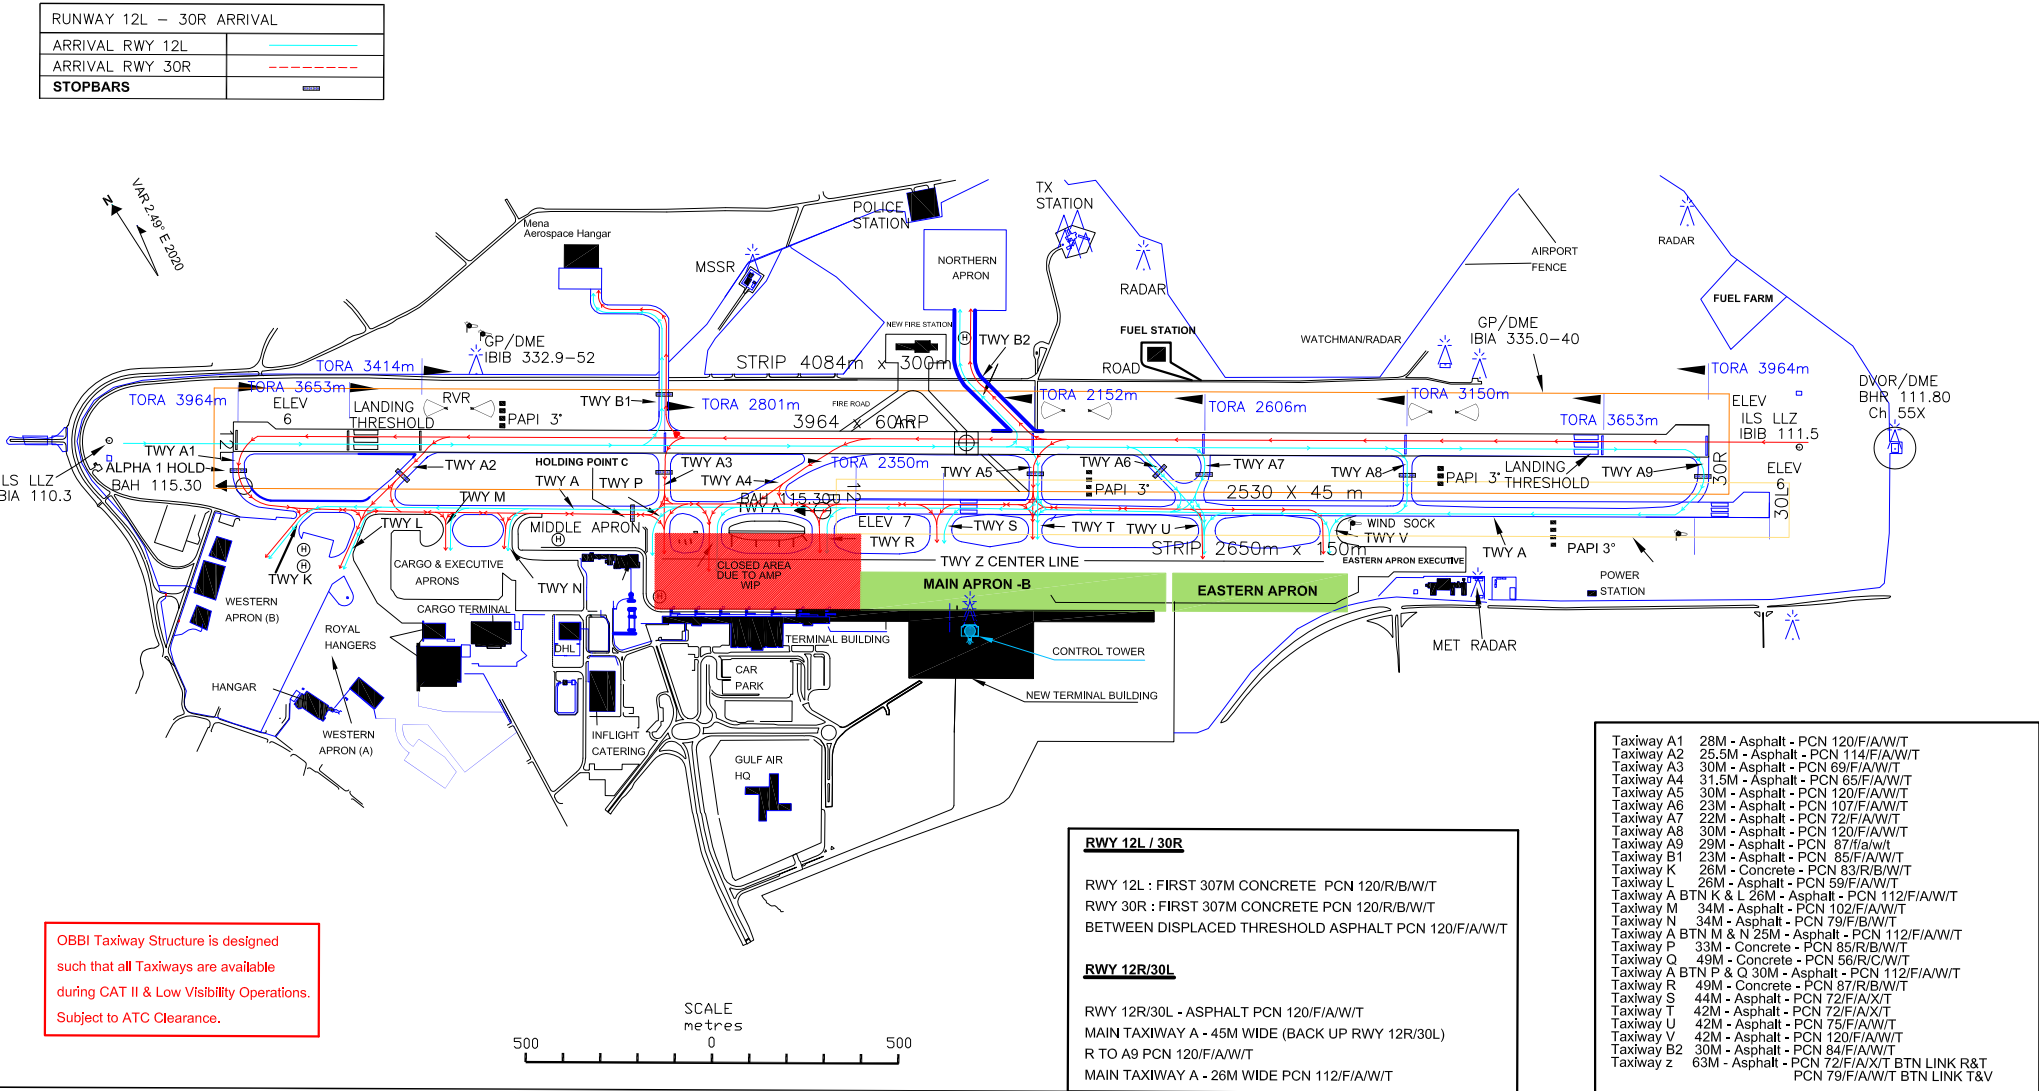 RUNWAY 12L – 30R ARRIVAL
ARRIVAL RWY 12L
ARRIVAL RWY 30R
STOPBARS
N
VAR 2.49° E 2020
Mena
Aerospace Hangar
MSSR
POLICE
STATION
NORTHERN
APRON
TX
STATION
RADAR
AIRPORT
FENCE
RADAR
FUEL FARM
GP/DME
IBIB 332.9-52
NEW FIRE STATION
H
TWY B2
FUEL STATION
ROAD
WATCHMAN/RADAR
GP/DME
IBIA 335.0-40
STRIP 4084m x 300m
TORA 3414m
TORA 3653m
TORA 3964m
ELEV
6
LANDING
THRESHOLD
RVR
PAPI 3°
TWY B1
TORA 2801m
FIRE ROAD
3964 x 60
ARP
TORA 2152m
TORA 2606m
TORA 3150m
TORA 3653m
TORA 3964m
ELEV
ILS LLZ
IBIB 111.5
DVOR/DME
BHR 111.80
Ch 55X
12L
TWY A1
ALPHA 1 HOLD
BAH 115.30
LS LLZ
BIA 110.3
TWY A2
HOLDING POINT C
TWY A
TWY P
TWY A3
TWY A4
TORA 2350m
TWY A5
TWY A6
TWY A7
TWY A8
PAPI 3°
PAPI 3°
LANDING
THRESHOLD
TWY A9
30R
ELEV
6
30L
2530 X 45 m
BAH 115.30
TWY A
TWY M
TWY L
MIDDLE APRON
H
ELEV 7
TWY R
TWY S
TWY T
TWY U
WIND SOCK
TWY V
TWY A
PAPI 3°
STRIP 2650m x 150m
TWY Z CENTER LINE
EASTERN APRON EXECUTIVE
TWY K
H
H
CARGO & EXECUTIVE
APRONS
TWY N
CLOSED AREA
DUE TO AMP
WIP
H
MAIN APRON -B
EASTERN APRON
POWER
STATION
WESTERN
APRON (B)
CARGO TERMINAL
ROYAL
HANGERS
DHL
TERMINAL BUILDING
CONTROL TOWER
MET RADAR
HANGAR
CAR
PARK
NEW TERMINAL BUILDING
WESTERN
APRON (A)
INFLIGHT
CATERING
GULF AIR
HQ
Taxiway A1 28M - Asphalt - PCN 120/F/A/W/T
Taxiway A2 25.5M - Asphalt - PCN 114/F/A/W/T
Taxiway A3 30M - Asphalt - PCN 69/F/A/W/T
Taxiway A4 31.5M - Asphalt - PCN 65/F/A/W/T
Taxiway A5 30M - Asphalt - PCN 120/F/A/W/T
Taxiway A6 23M - Asphalt - PCN 107/F/A/W/T
Taxiway A7 22M - Asphalt - PCN 72/F/A/W/T
Taxiway A8 30M - Asphalt - PCN 120/F/A/W/T
Taxiway A9 29M - Asphalt - PCN 87/f/a/w/t
Taxiway B1 23M - Asphalt - PCN 85/F/A/W/T
Taxiway K 26M - Concrete - PCN 83/R/B/W/T
Taxiway L 26M - Asphalt - PCN 59/F/A/W/T
Taxiway A BTN K & L 26M - Asphalt - PCN 112/F/A/W/T
Taxiway M 34M - Asphalt - PCN 102/F/A/W/T
Taxiway N 34M - Asphalt - PCN 79/F/B/W/T
Taxiway A BTN M & N 25M - Asphalt - PCN 112/F/A/W/T
Taxiway P 33M - Concrete - PCN 85/R/B/W/T
Taxiway Q 49M - Concrete - PCN 56/R/C/W/T
Taxiway A BTN P & Q 30M - Asphalt - PCN 112/F/A/W/T
Taxiway R 49M - Concrete - PCN 87/R/B/W/T
Taxiway S 44M - Asphalt - PCN 72/F/A/X/T
Taxiway T 42M - Asphalt - PCN 72/F/A/X/T
Taxiway U 42M - Asphalt - PCN 75/F/A/W/T
Taxiway V 42M - Asphalt - PCN 120/F/A/W/T
Taxiway B2 30M - Asphalt - PCN 84/F/A/W/T
Taxiway z 63M - Asphalt - PCN 72/F/A/X/T BTN LINK R&T
PCN 79/F/A/W/T BTN LINK T&V
RWY 12L / 30R
RWY 12L : FIRST 307M CONCRETE PCN 120/R/B/W/T
RWY 30R : FIRST 307M CONCRETE PCN 120/R/B/W/T
BETWEEN DISPLACED THRESHOLD ASPHALT PCN 120/F/A/W/T
RWY 12R/30L
RWY 12R/30L - ASPHALT PCN 120/F/A/W/T
MAIN TAXIWAY A - 45M WIDE (BACK UP RWY 12R/30L)
R TO A9 PCN 120/F/A/W/T
MAIN TAXIWAY A - 26M WIDE PCN 112/F/A/W/T
OBBI Taxiway Structure is designed
such that all Taxiways are available
during CAT II & Low Visibility Operations.
Subject to ATC Clearance.
SCALE
metres
500 0 500